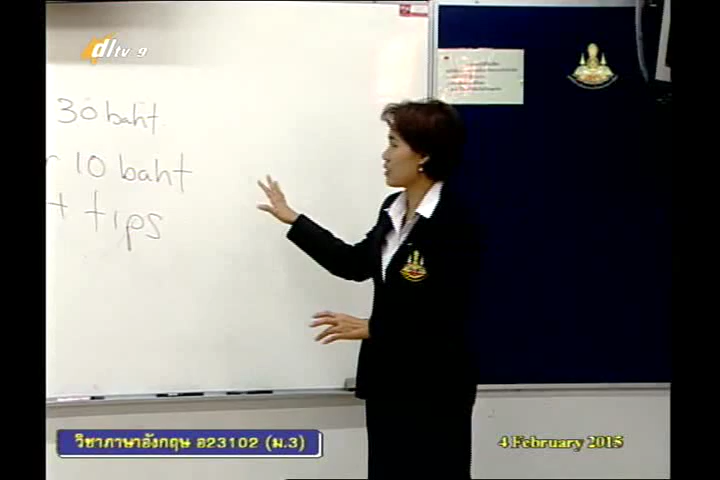 dltv 9
30 baht
r 10 baht
t tips
วิชาภาษาอังกฤษ อ23102 (ม.3)
4 February 2015